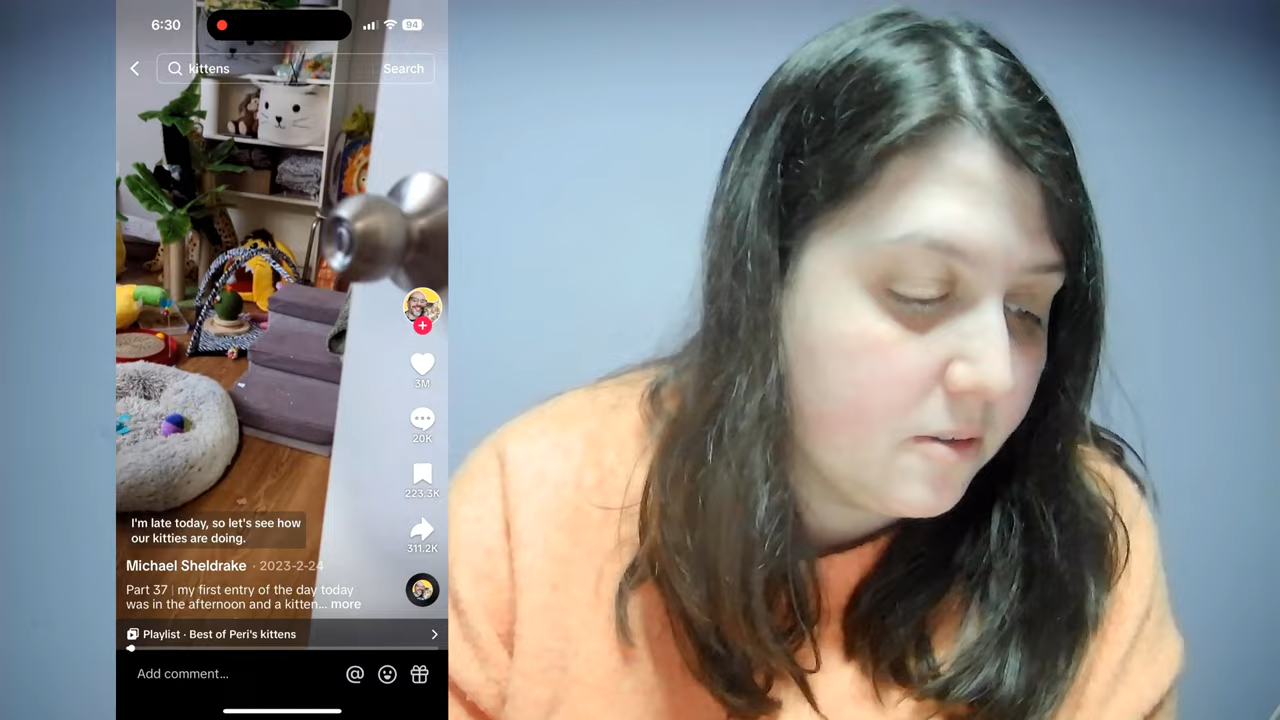 6:30
94
kittens
Search
3M
20K
223.3K
311.2K
I'm late today, so let's see how
our kitties are doing.
Michael Sheldrake · 2023-2-24
Part 37 | my first entry of the day today
was in the afternoon and a kitten... more
Playlist · Best of Peri's kittens
Add comment...
@